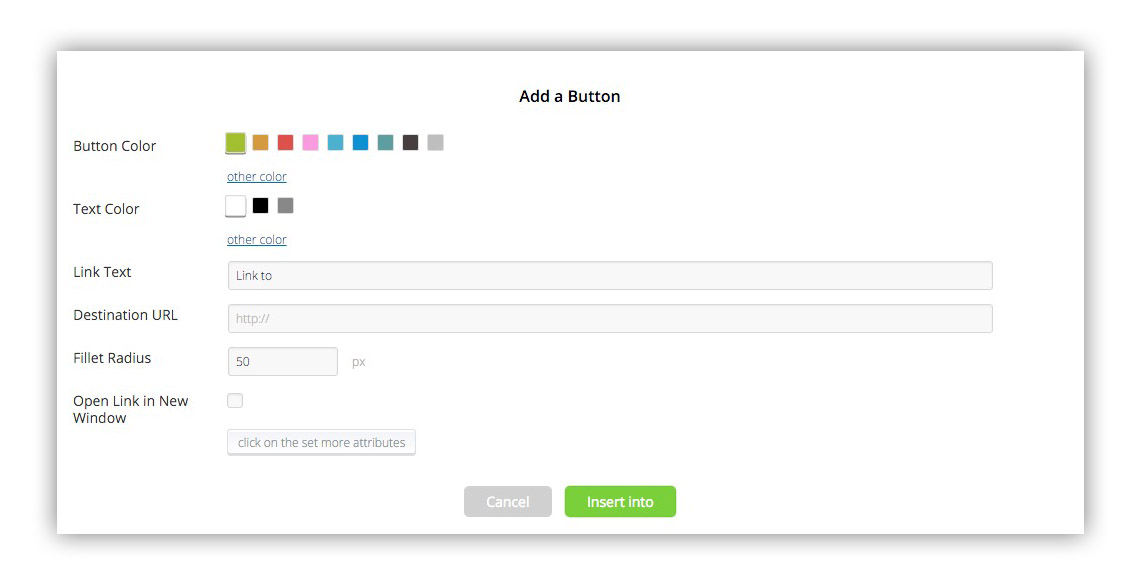 Add a Button
Button Color
other color
Text Color
other color
Link Text
Link to
Destination URL
http://
Fillet Radius
50
px
Open Link in New
Window
click on the set more attributes
Cancel
Insert into